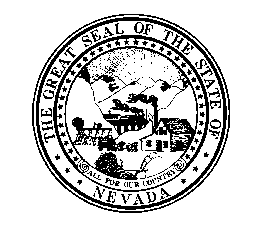 THE GREAT SEAL OF THE STATE OF
NEVADA
ALL FOR OUR COUNTRY